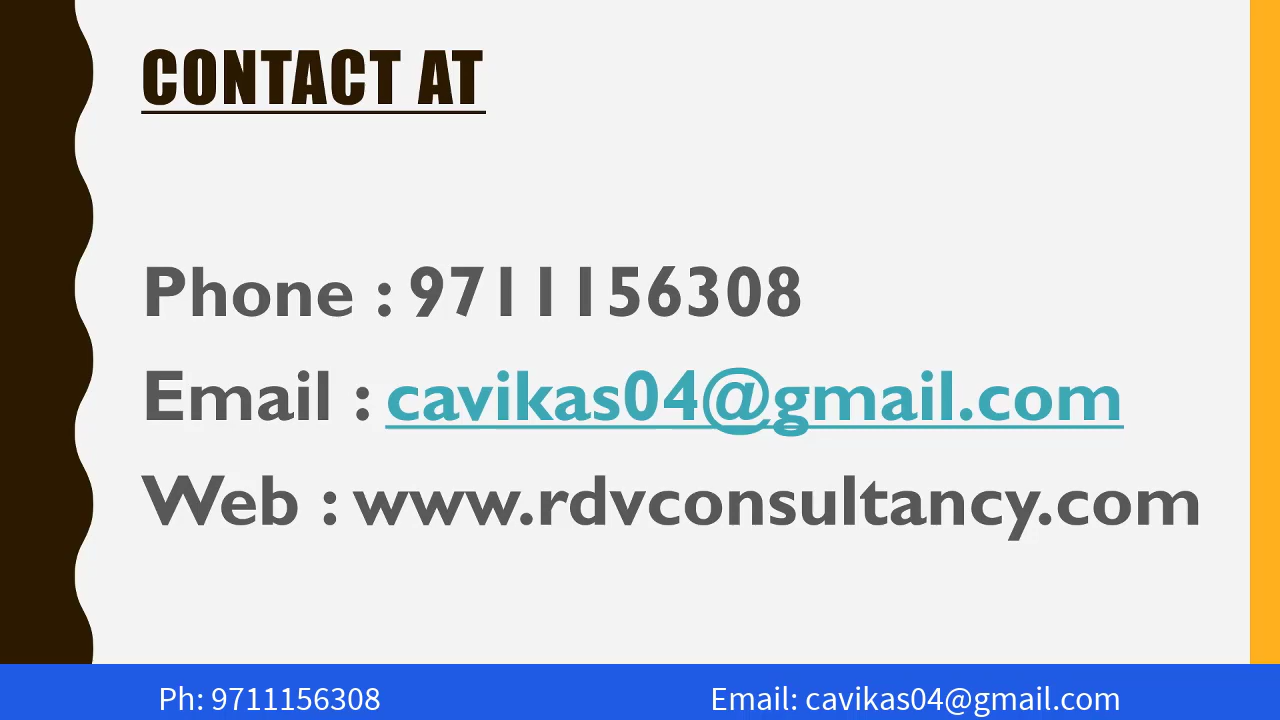 CONTACT AT
Phone : 9711156308
Email : cavikas04@gmail.com
Web : www.rdvconsultancy.com
Ph: 9711156308
Email: cavikas04@gmail.com